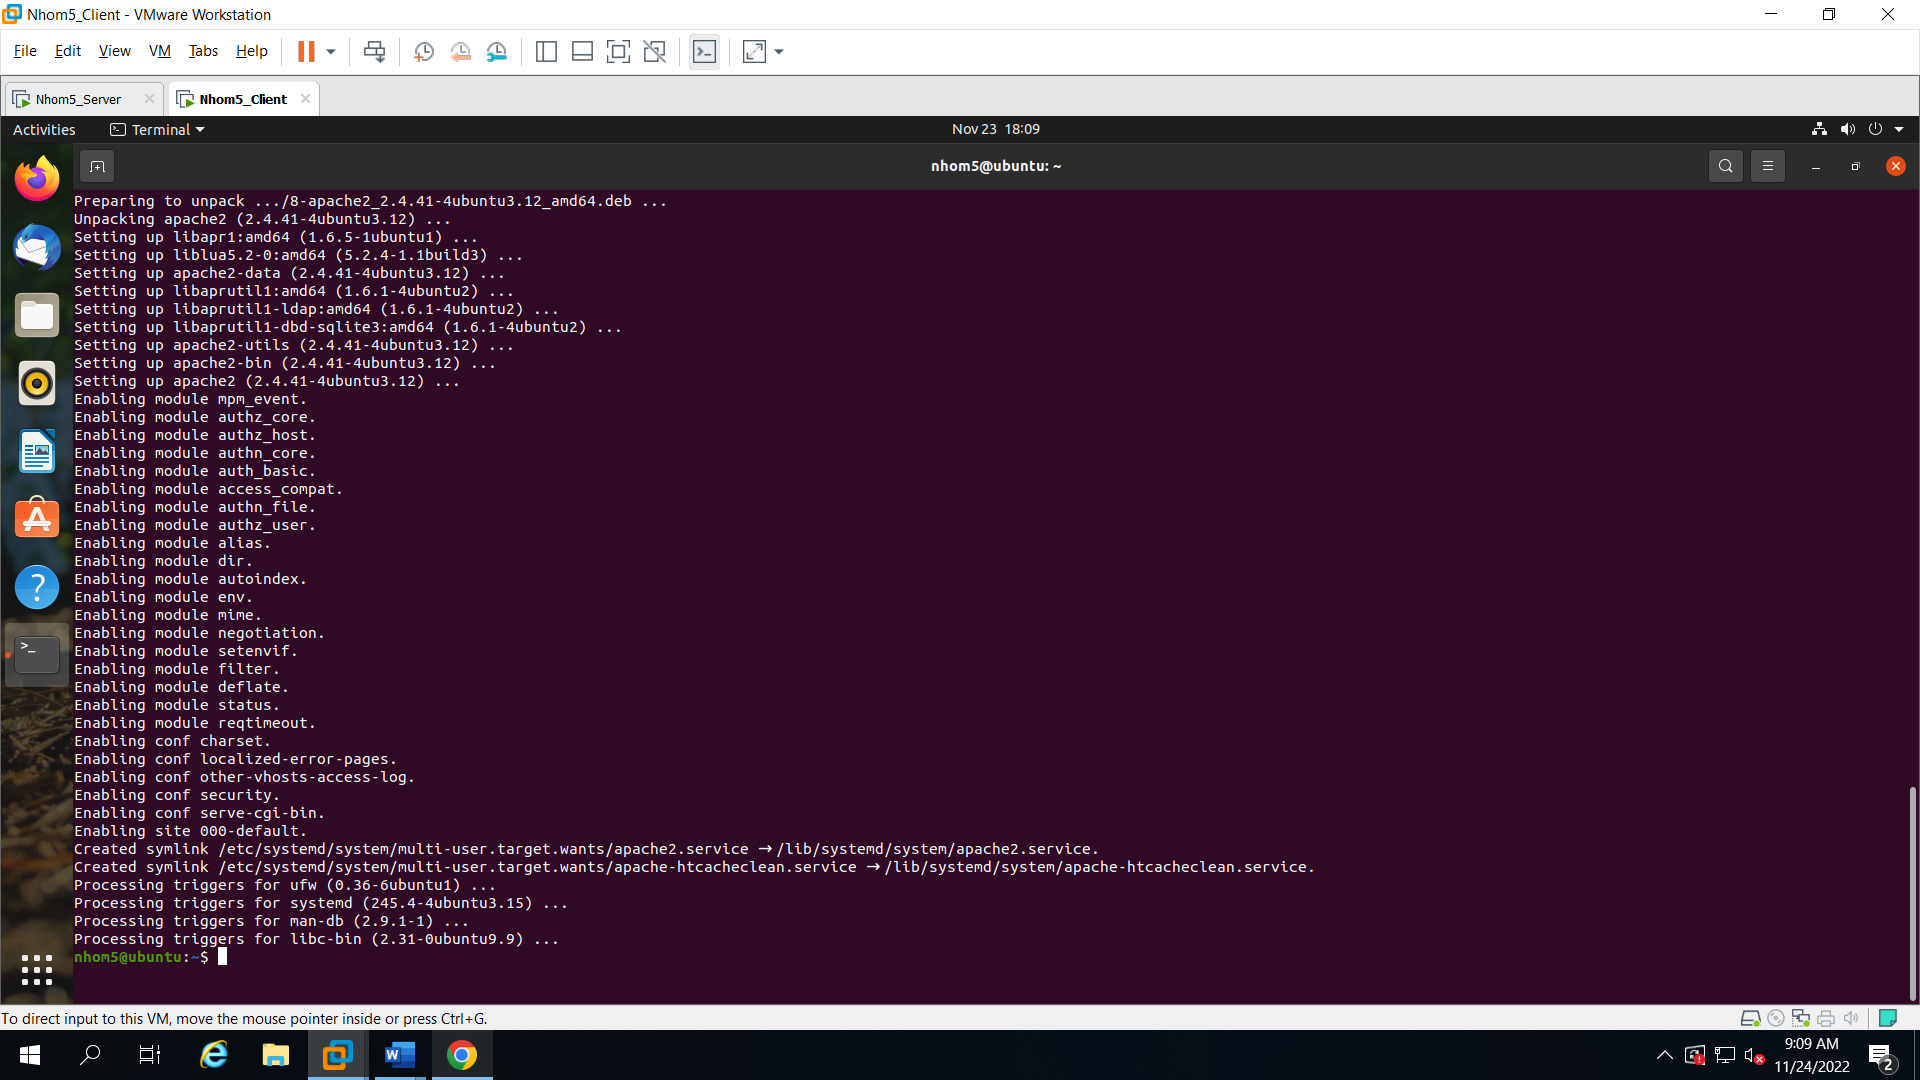 Nhom5_Client - VMware Workstation
File Edit View VM Tabs Help
Nhom5_Server Nhom5_Client
Activities Terminal Nov 23 18:09
nhom5@ubuntu: ~
Preparing to unpack .../8-apache2_2.4.41-4ubuntu3.12_amd64.deb ...
Unpacking apache2 (2.4.41-4ubuntu3.12) ...
Setting up libapr1:amd64 (1.6.5-1ubuntu1) ...
Setting up liblua5.2-0:amd64 (5.2.4-1.1build3) ...
Setting up apache2-data (2.4.41-4ubuntu3.12) ...
Setting up libaprutil1:amd64 (1.6.1-4ubuntu2) ...
Setting up libaprutil1-ldap:amd64 (1.6.1-4ubuntu2) ...
Setting up libaprutil1-dbd-sqlite3:amd64 (1.6.1-4ubuntu2) ...
Setting up apache2-utils (2.4.41-4ubuntu3.12) ...
Setting up apache2-bin (2.4.41-4ubuntu3.12) ...
Setting up apache2 (2.4.41-4ubuntu3.12) ...
Enabling module mpm_event.
Enabling module authz_core.
Enabling module authz_host.
Enabling module authn_core.
Enabling module auth_basic.
Enabling module access_compat.
Enabling module authn_file.
Enabling module authz_user.
Enabling module alias.
Enabling module dir.
Enabling module autoindex.
Enabling module env.
Enabling module mime.
Enabling module negotiation.
Enabling module setenvif.
Enabling module filter.
Enabling module deflate.
Enabling module status.
Enabling module reqtimeout.
Enabling conf charset.
Enabling conf localized-error-pages.
Enabling conf other-vhosts-access-log.
Enabling conf security.
Enabling conf serve-cgi-bin.
Enabling site 000-default.
Created symlink /etc/systemd/system/multi-user.target.wants/apache2.service → /lib/systemd/system/apache2.service.
Created symlink /etc/systemd/system/multi-user.target.wants/apache-htcacheclean.service → /lib/systemd/system/apache-htcacheclean.service.
Processing triggers for ufw (0.36-6ubuntu1) ...
Processing triggers for systemd (245.4-4ubuntu3.15) ...
Processing triggers for man-db (2.9.1-1) ...
Processing triggers for libc-bin (2.31-0ubuntu9.9) ...
nhom5@ubuntu:~$
To direct input to this VM, move the mouse pointer inside or press Ctrl+G.
9:09 AM
11/24/2022
2